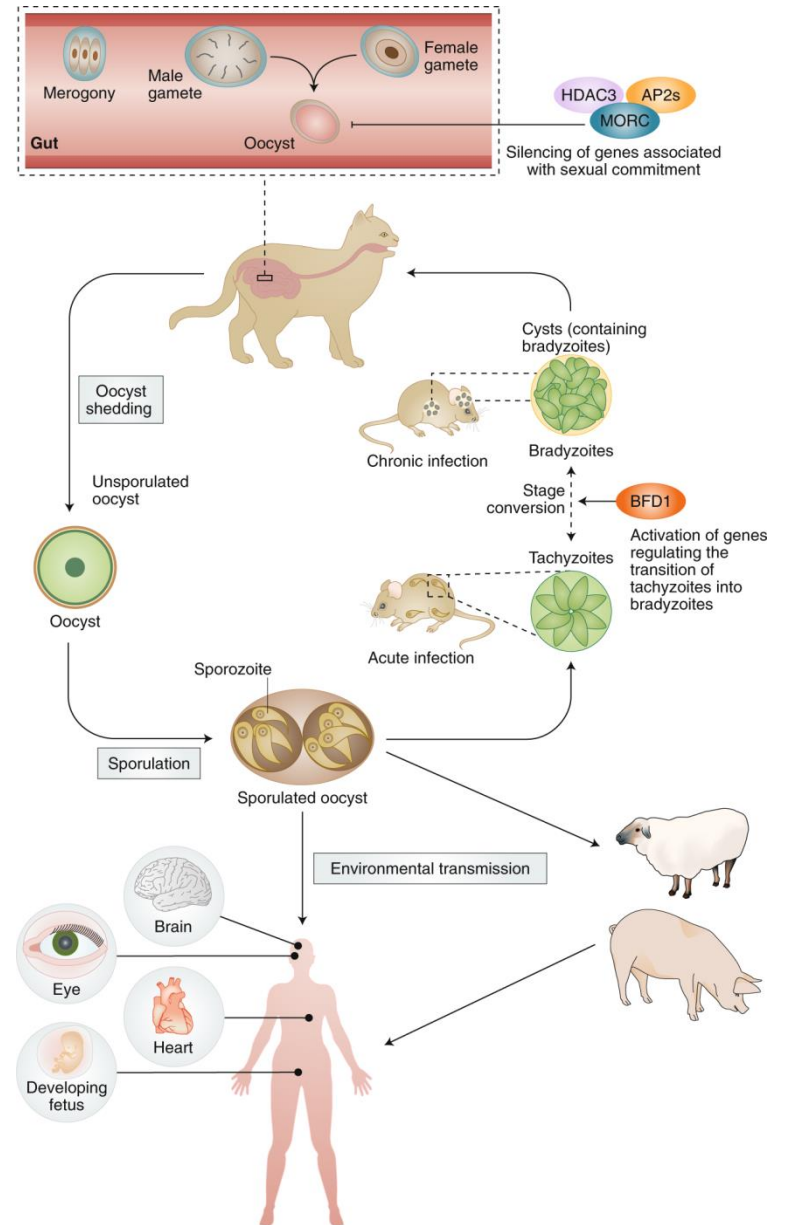 Merogony
Male
gamete
Female
gamete
Gut
Oocyst
HDAC3
AP2s
MORC
Silencing of genes associated
with sexual commitment
Oocyst
shedding
Cysts (containing
bradyzoites)
Chronic infection
Bradyzoites
Unsporulated
oocyst
Stage
conversion
BFD1
Activation of genes
regulating the
transition of
tachyzoites into
bradyzoites
Tachyzoites
Oocyst
Acute infection
Sporozoite
Sporulation
Sporulated oocyst
Environmental transmission
Brain
Eye
Heart
Developing
fetus